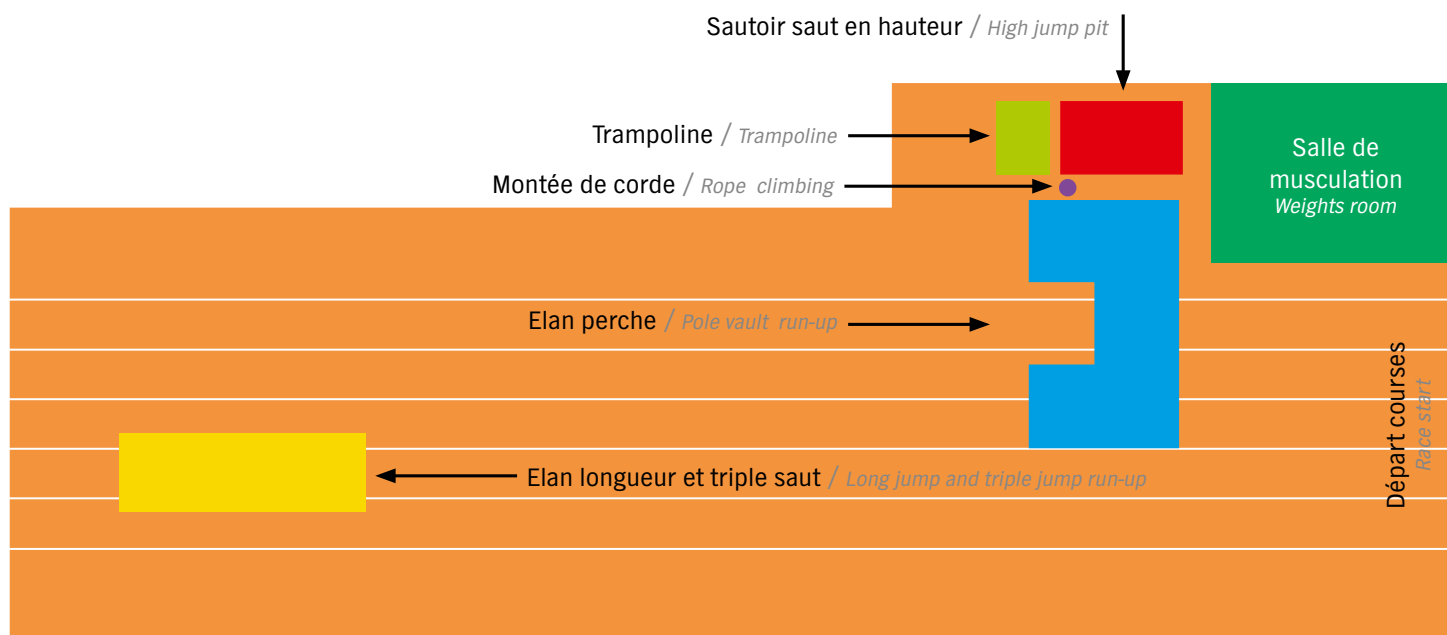 Sautoir saut en hauteur / High jump pit
Trampoline / Trampoline
Montée de corde / Rope climbing
Salle de
musculation
Weights room
Elan perche / Pole vault run-up
Départ courses
Race start
Elan longueur et triple saut / Long jump and triple jump run-up